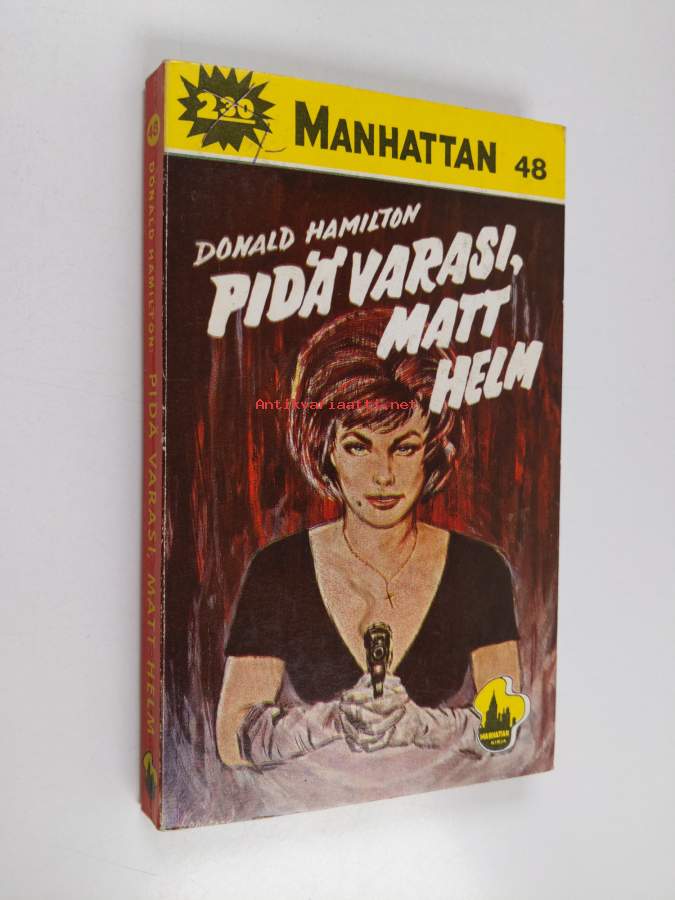 2.30
MANHATTAN 48
DONALD HAMILTON
PIDÄ VARASI,
MATT
HELM
Antikvariaatti.net
MANHATTAN
KIRJA
48 DONALD HAMILTON: PIDÄ VARASI, MATT HELM